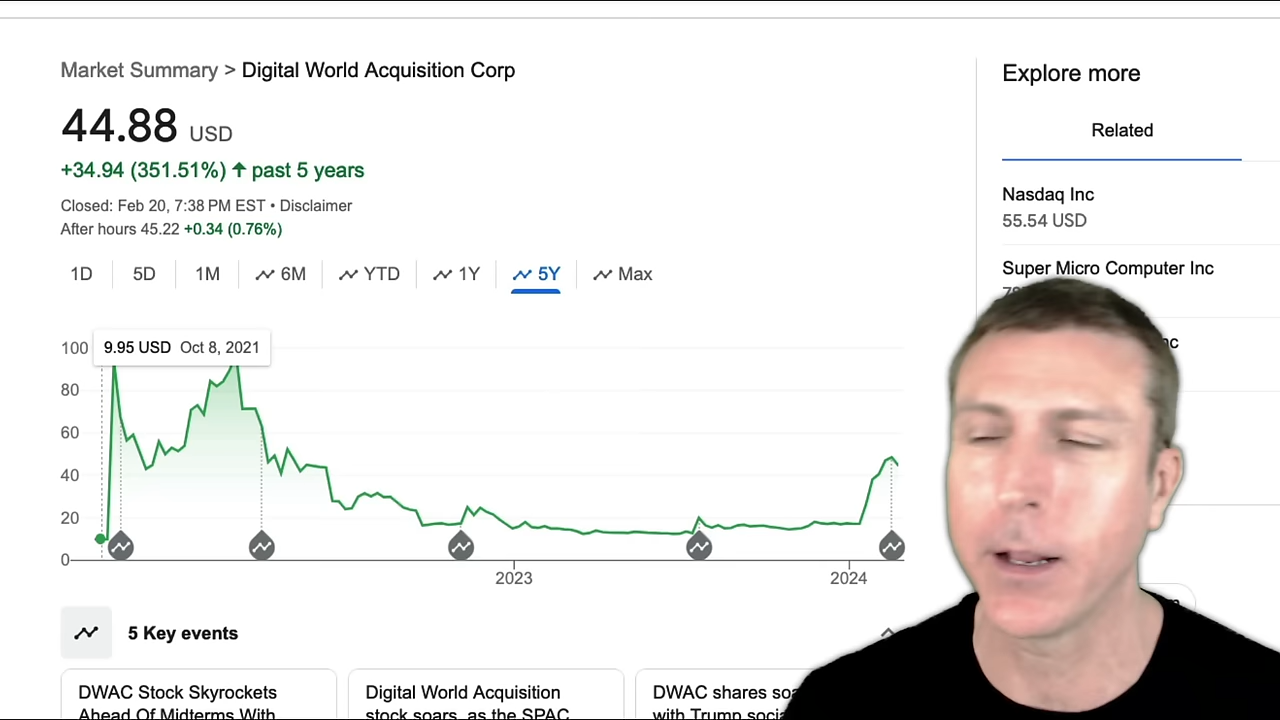 Market Summary > Digital World Acquisition Corp
44.88 USD
+34.94 (351.51%) ↑ past 5 years
Closed: Feb 20, 7:38 PM EST • Disclaimer
After hours 45.22 +0.34 (0.76%)
1D 5D 1M 6M YTD 1Y 5Y Max
9.95 USD Oct 8, 2021
100
80
60
40
20
0
2023 2024
5 Key events
DWAC Stock Skyrockets
Ahead Of Midterms With
Digital World Acquisition
stock soars, as the SPAC
DWAC shares
with Trump
Explore more
Related
Nasdaq Inc
55.54 USD
Super Micro Computer Inc